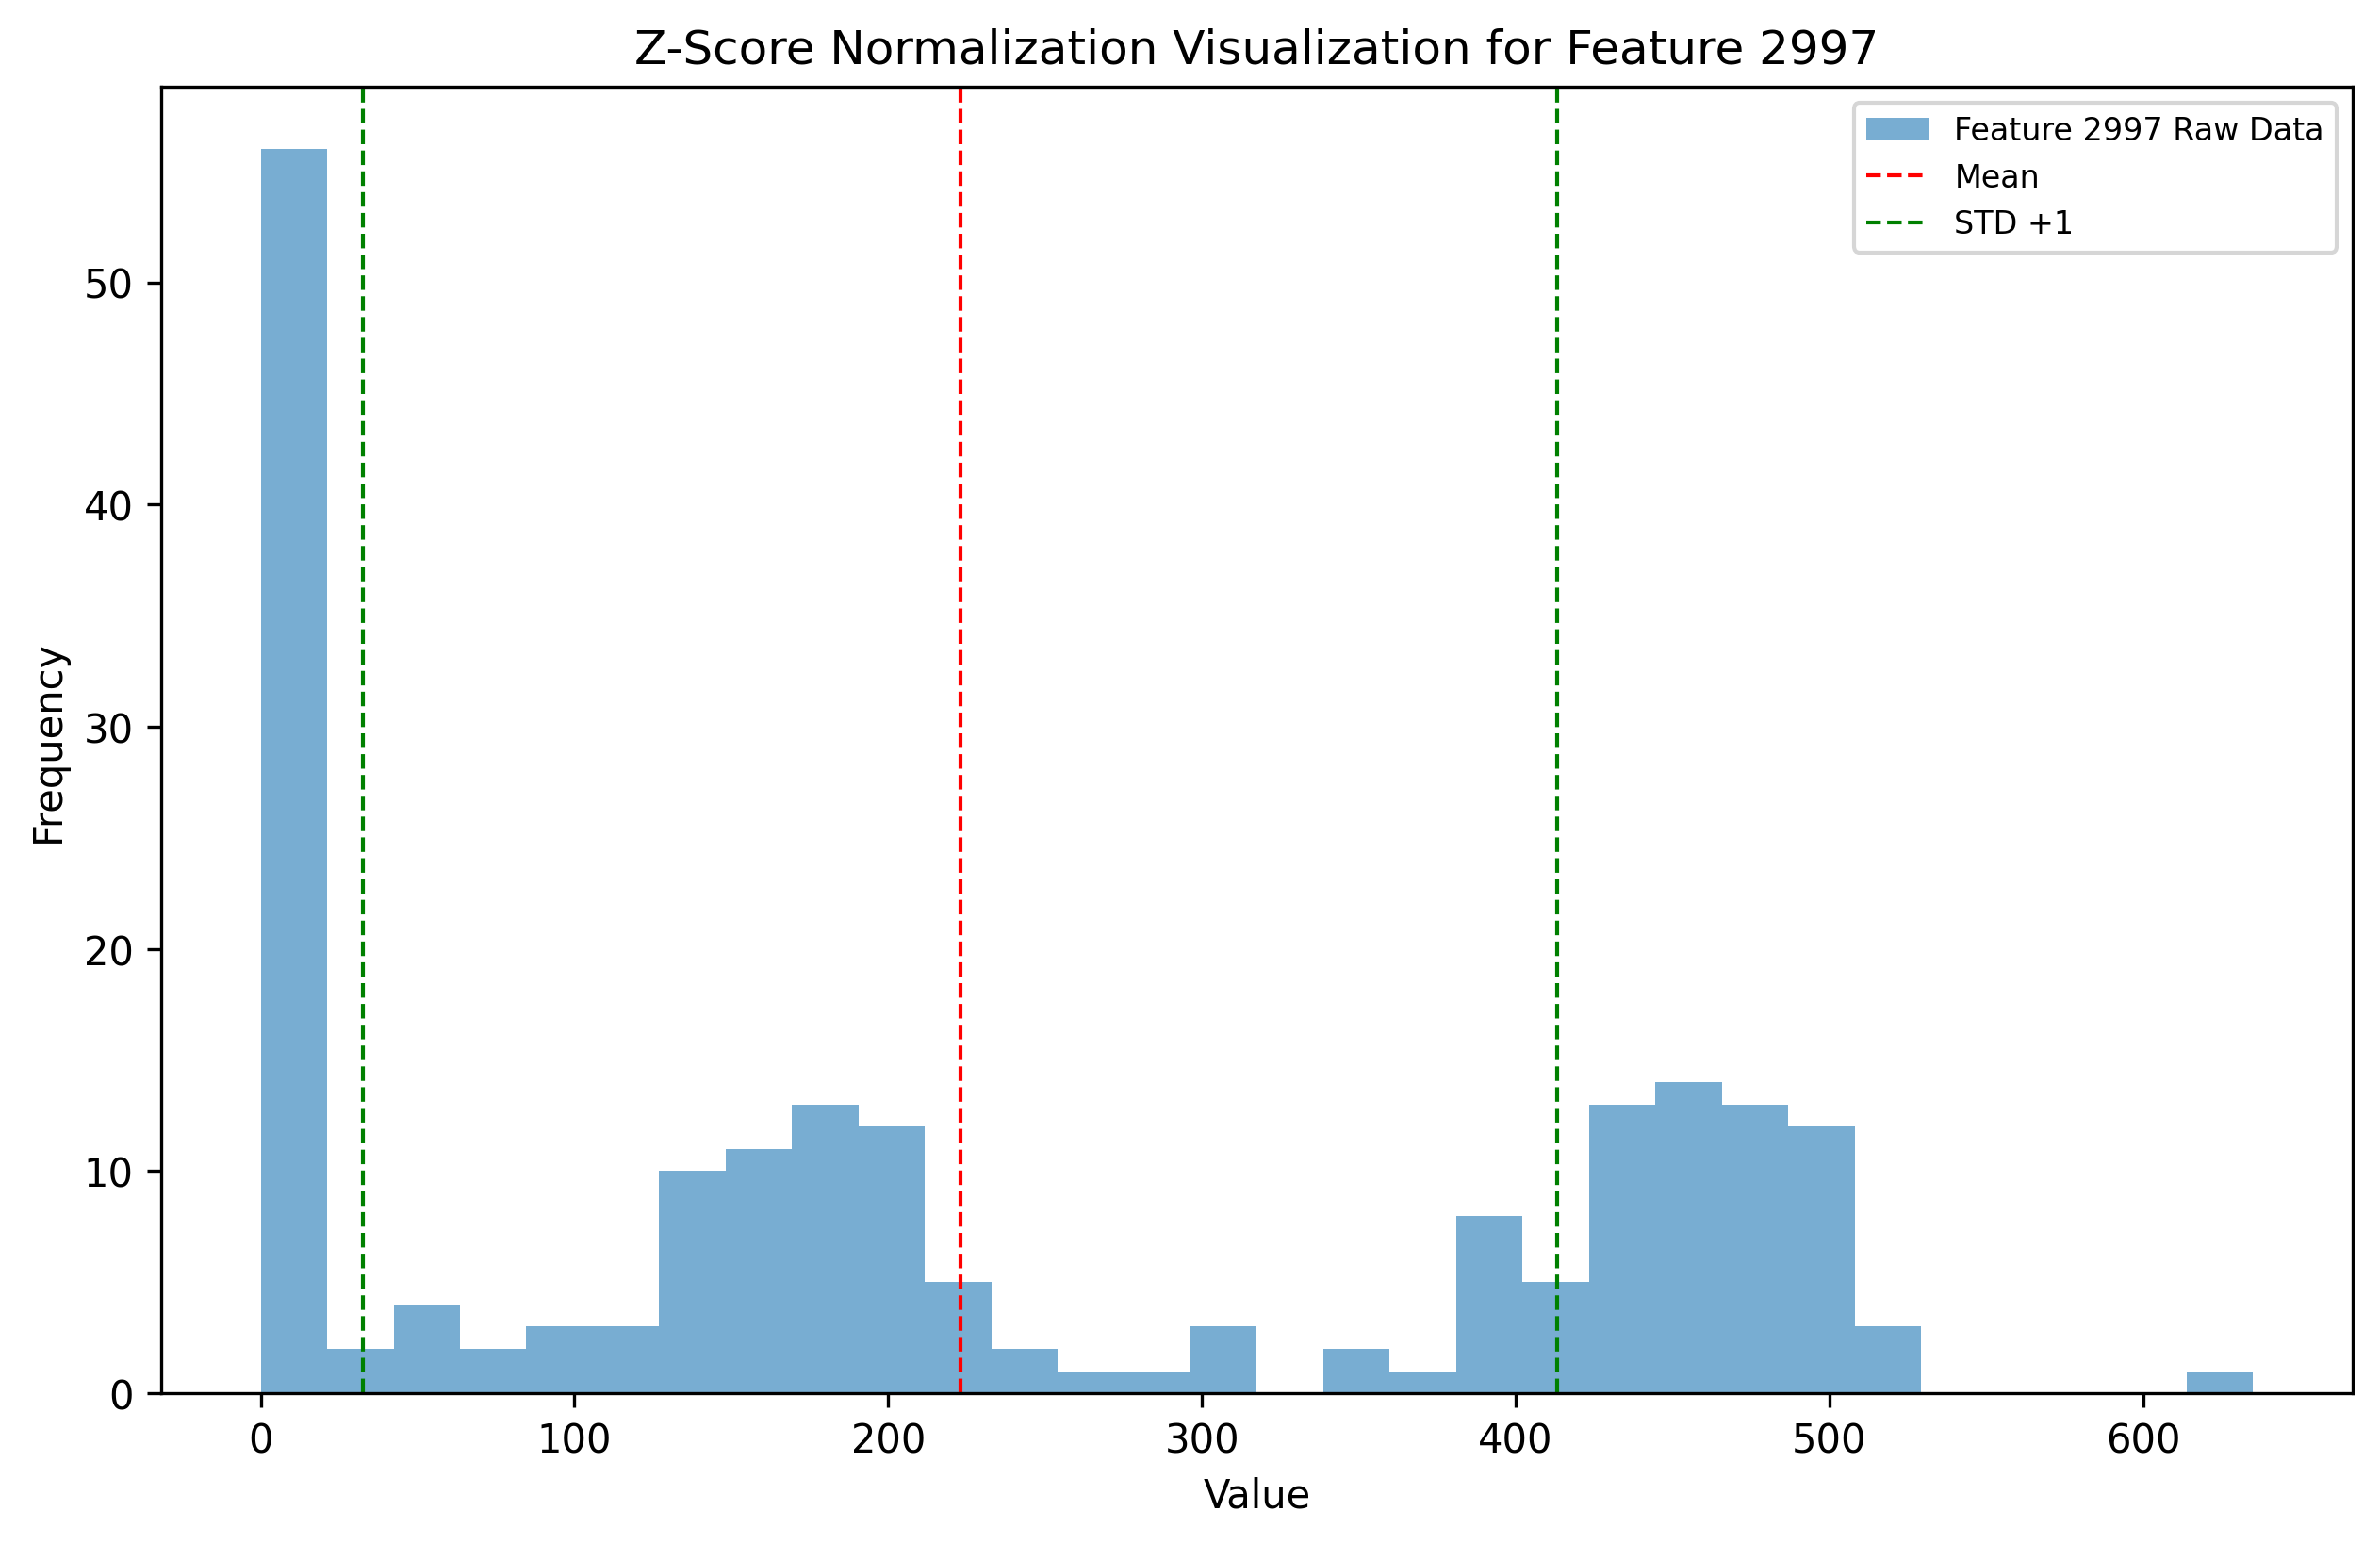 Z-Score Normalization Visualization for Feature 2997
Feature 2997 Raw Data
Mean
STD +1
50
40
30
20
10
0
Frequency
0 100 200 300 400 500 600
Value